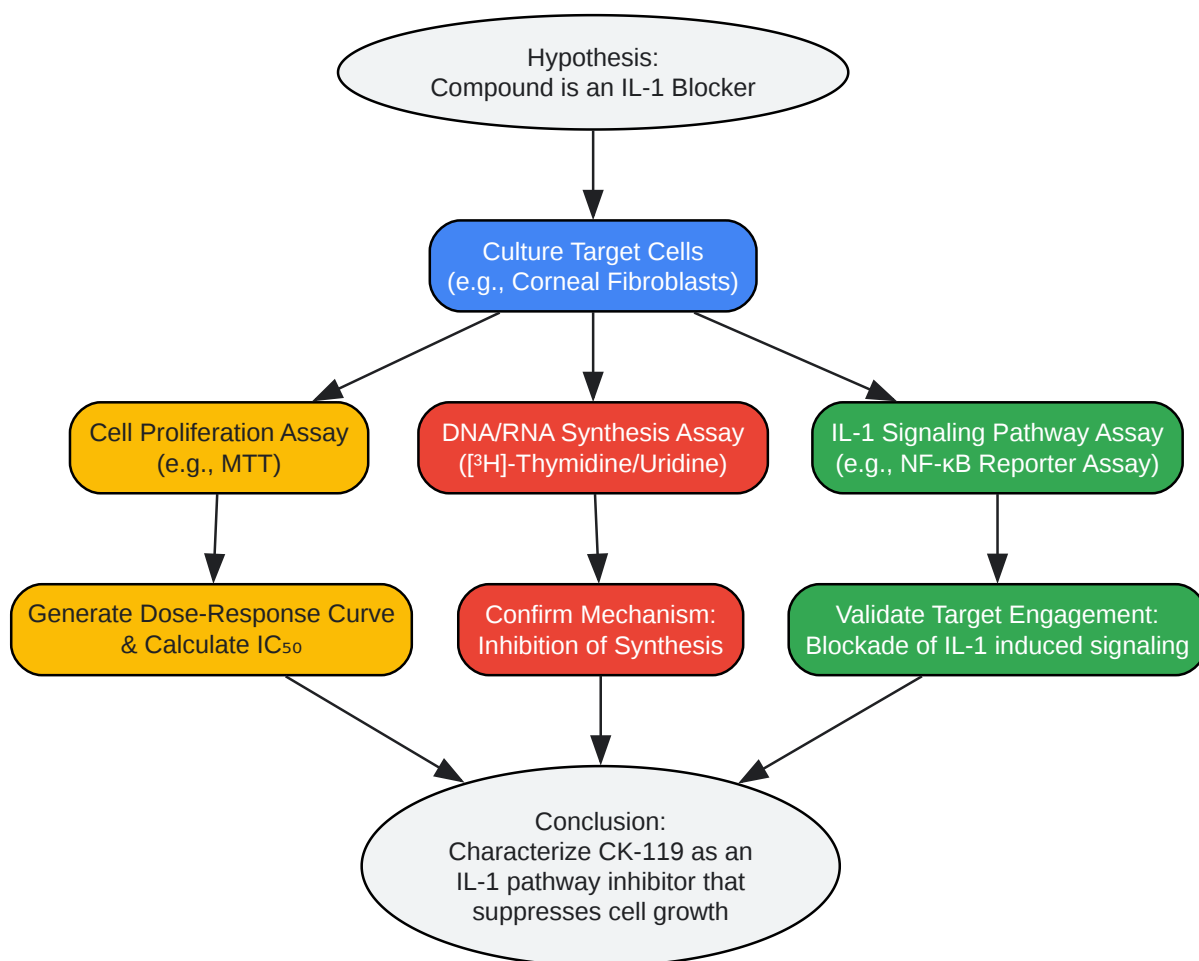 Hypothesis:
Compound is an IL-1 Blocker
Culture Target Cells
(e.g., Corneal Fibroblasts)
Cell Proliferation Assay
(e.g., MTT)
DNA/RNA Synthesis Assay
([³H]-Thymidine/Uridine)
IL-1 Signaling Pathway Assay
(e.g., NF-κB Reporter Assay)
Generate Dose-Response Curve
& Calculate IC₅₀
Confirm Mechanism:
Inhibition of Synthesis
Validate Target Engagement:
Blockade of IL-1 induced signaling
Conclusion:
Characterize CK-119 as an
IL-1 pathway inhibitor that
suppresses cell growth